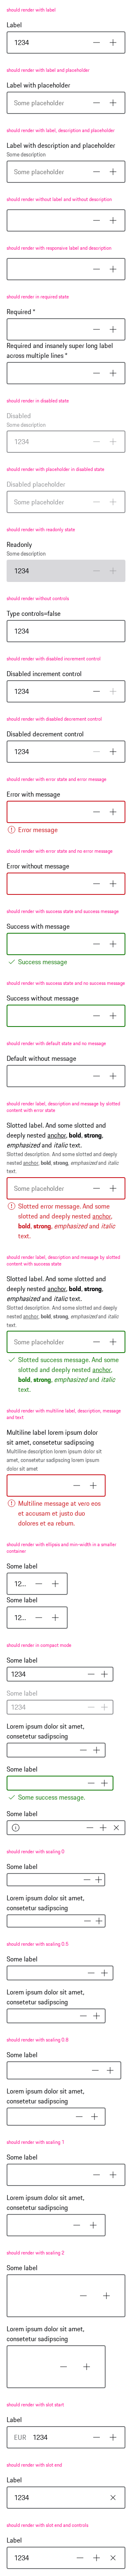 should render with label
Label
1234
should render with label and placeholder
Label with placeholder
Some placeholder
should render with label, description and placeholder
Label with description and placeholder
Some description
Some placeholder
should render without label and without description
should render with responsive label and description
should render in required state
Required *
Required and insanely super long label
across multiple lines *
should render in disabled state
Disabled
Some description
1234
should render with placeholder in disabled state
Disabled placeholder
Some placeholder
should render with readonly state
Readonly
Some description
1234
should render without controls
Type controls=false
1234
should render with disabled increment control
Disabled increment control
1234
should render with disabled decrement control
Disabled decrement control
1234
should render with error state and error message
Error with message
Error message
should render with error state and no error message
Error without message
should render with success state and success message
Success with message
Success message
should render with success state and no success message
Success without message
should render with default state and no message
Default without message
should render label, description and message by slotted
content with error state
Slotted label. And some slotted and
deeply nested anchor, bold, strong,
emphasized and italic text.
Slotted description. And some slotted and deeply
nested anchor, bold, strong, emphasized and italic
text.
Some placeholder
Slotted error message. And some
slotted and deeply nested anchor,
bold, strong, emphasized and italic
text.
should render label, description and message by slotted
content with success state
Slotted label. And some slotted and
deeply nested anchor, bold, strong,
emphasized and italic text.
Slotted description. And some slotted and deeply
nested anchor, bold, strong, emphasized and italic
text.
Some placeholder
Slotted success message. And some
slotted and deeply nested anchor,
bold, strong, emphasized and italic
text.
should render with multiline label, description, message
and text
Multiline label lorem ipsum dolor
sit amet, consetetur sadipscing
Multiline description lorem ipsum dolor sit
amet, consetetur sadipscing lorem ipsum
dolor sit amet
Multiline message at vero eos
et accusam et justo duo
dolores et ea rebum.
should render with ellipsis and min-width in a smaller
container
Some label
12...
Some label
12...
should render in compact mode
Some label
1234
Some label
1234
Lorem ipsum dolor sit amet,
consetetur sadipscing
Some label
Some success message.
Some label
should render with scaling 0
Some label
Lorem ipsum dolor sit amet,
consetetur sadipscing
should render with scaling 0.5
Some label
Lorem ipsum dolor sit amet,
consetetur sadipscing
should render with scaling 0.8
Some label
Lorem ipsum dolor sit amet,
consetetur sadipscing
should render with scaling 1
Some label
Lorem ipsum dolor sit amet,
consetetur sadipscing
should render with scaling 2
Some label
Lorem ipsum dolor sit amet,
consetetur sadipscing
should render with slot start
Label
EUR 1234
should render with slot end
Label
1234
should render with slot end and controls
Label
1234